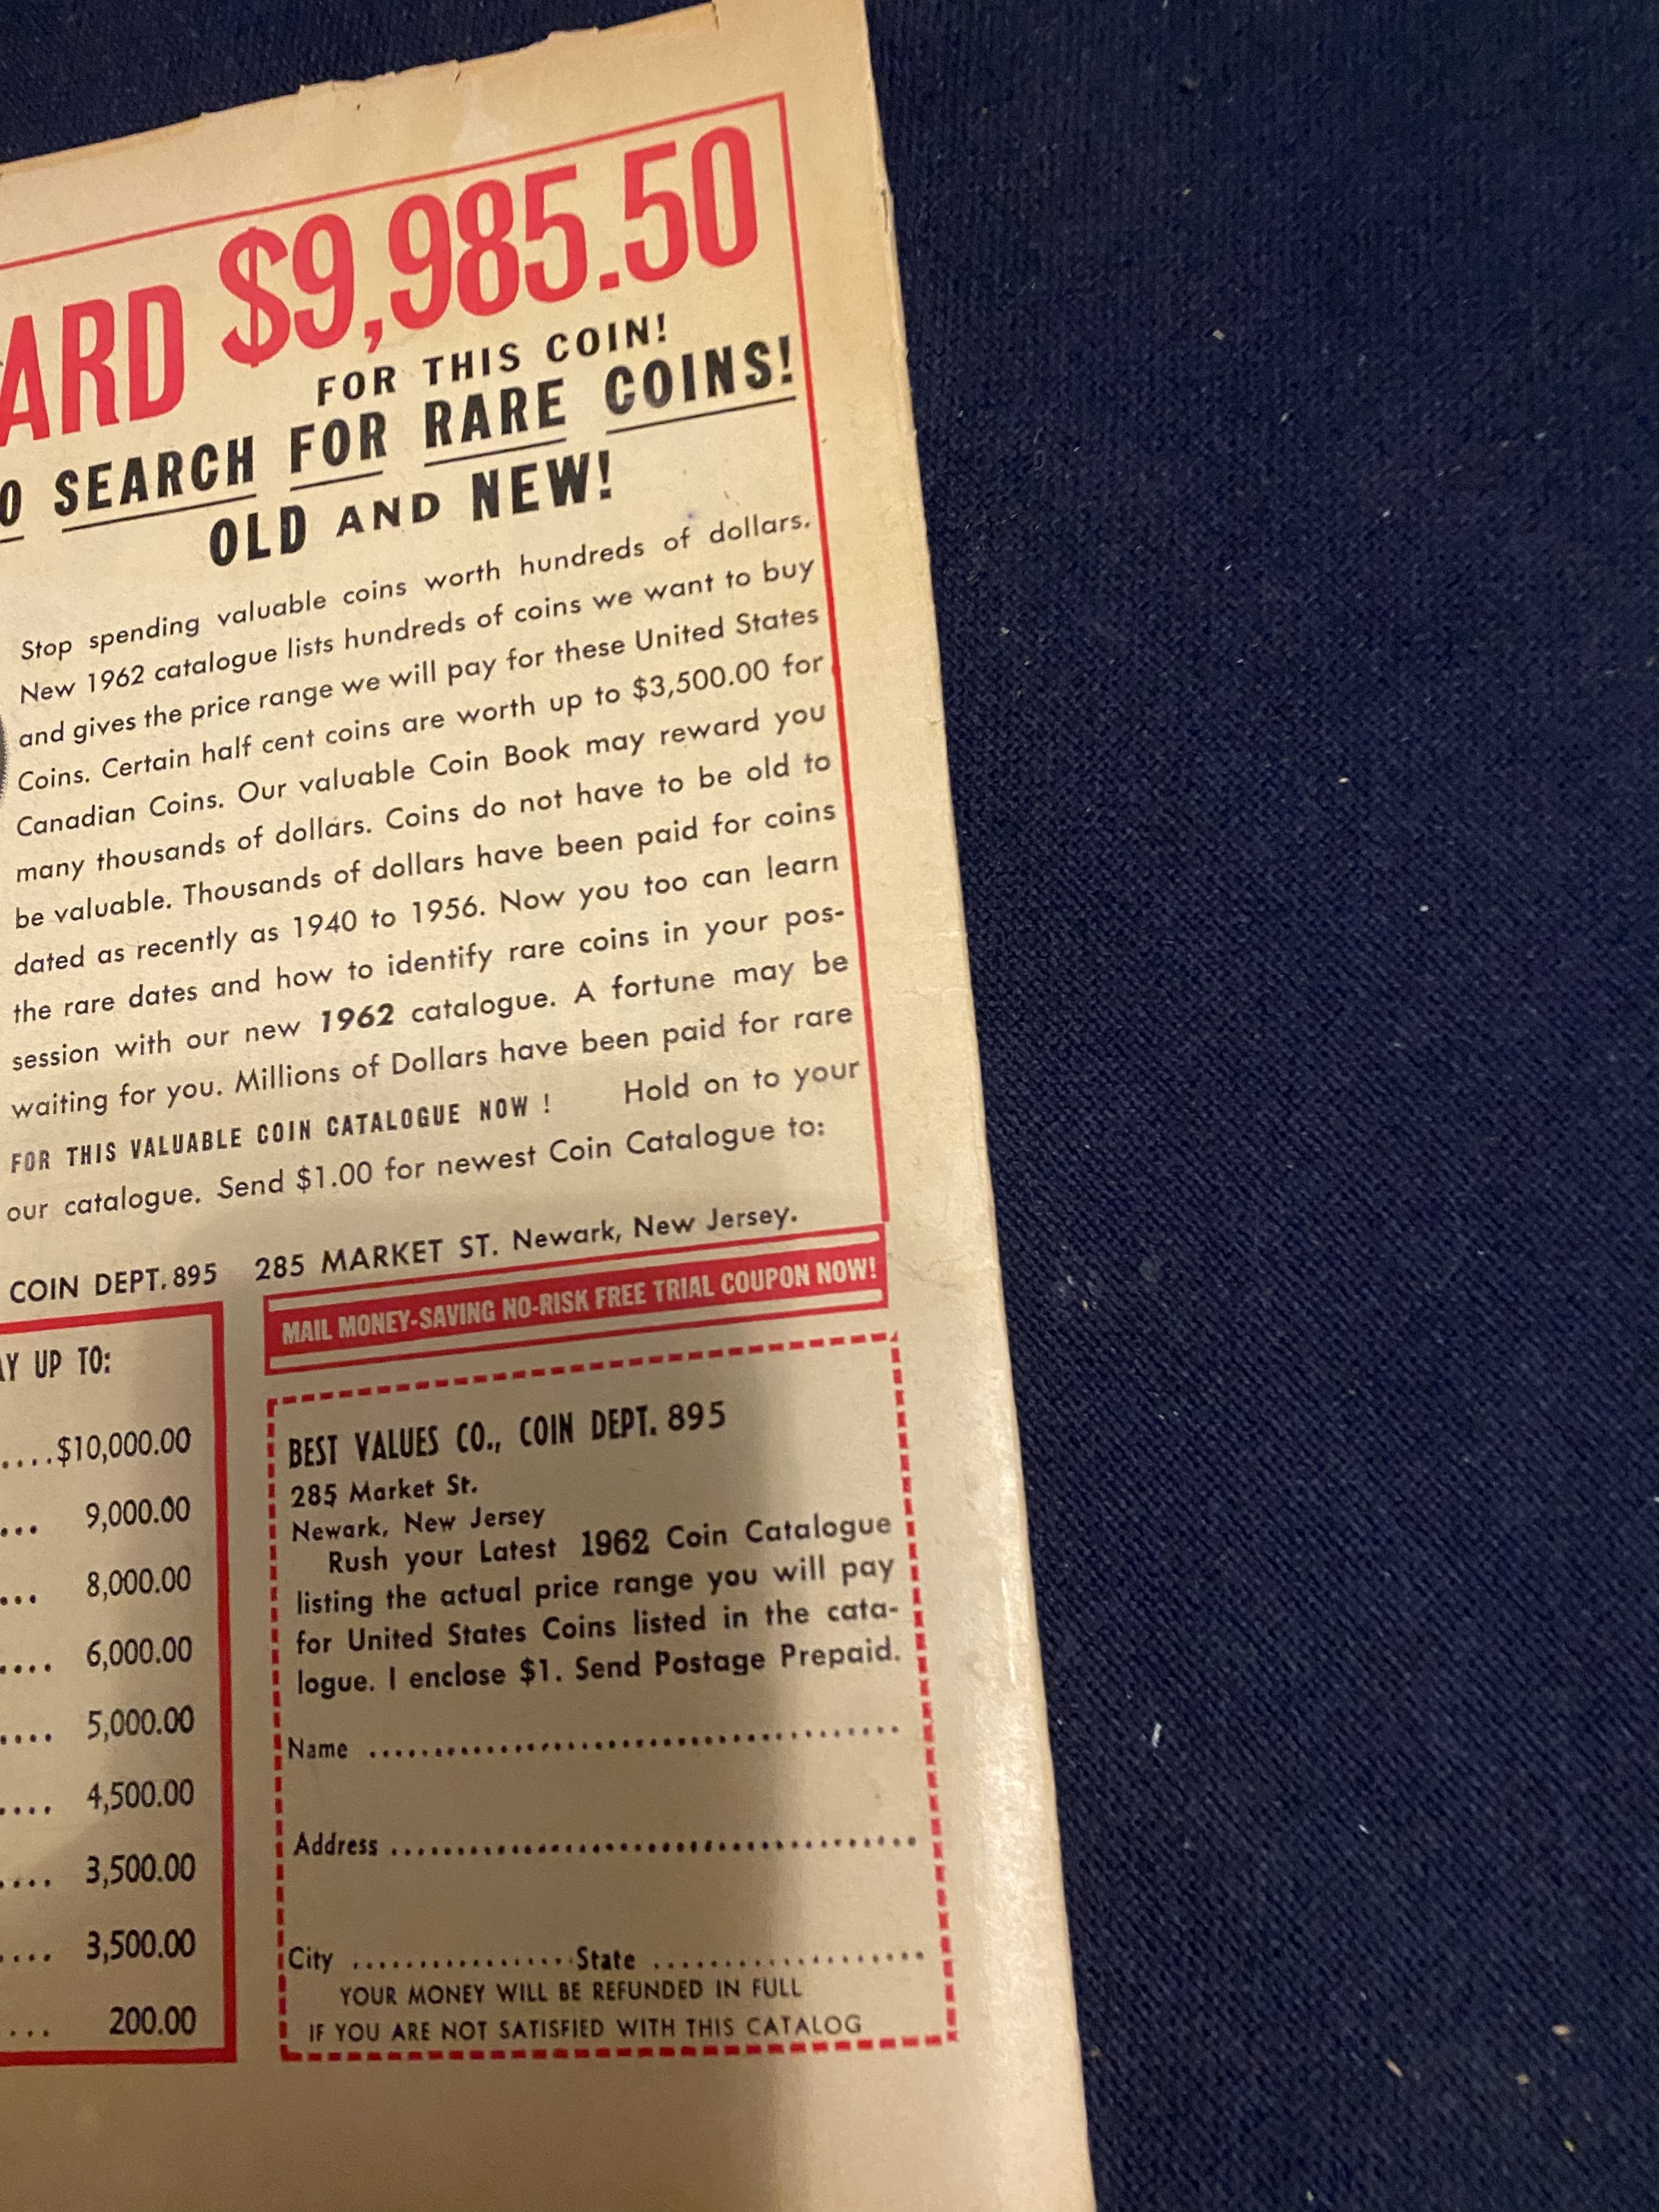 ARD $9,985.50
FOR THIS COIN!
O SEARCH FOR RARE COINS!
OLD AND NEW!
Stop spending valuable coins worth hundreds of dollars.
New 1962 catalogue lists hundreds of coins we want to buy
and gives the price range we will pay for these United States
Coins. Certain half cent coins are worth up to $3,500.00 for
Canadian Coins. Our valuable Coin Book may reward you
many thousands of dollars. Coins do not have to be old to
be valuable. Thousands of dollars have been paid for coins
dated as recently as 1940 to 1956. Now you too can learn
the rare dates and how to identify rare coins in your pos-
session with our new 1962 catalogue. A fortune may be
waiting for you. Millions of Dollars have been paid for rare
FOR THIS VALUABLE COIN CATALOGUE NOW ! Hold on to your
our catalogue. Send $1.00 for newest Coin Catalogue to:
COIN DEPT. 895 285 MARKET ST. Newark, New Jersey.
AY UP TO:
....$10,000.00
... 9,000.00
... 8,000.00
.... 6,000.00
.... 5,000.00
.... 4,500.00
.... 3,500.00
.... 3,500.00
.... 200.00
MAIL MONEY-SAVING NO-RISK FREE TRIAL COUPON NOW!
BEST VALUES CO., COIN DEPT. 895
285 Market St.
Newark, New Jersey
Rush your Latest 1962 Coin Catalogue
listing the actual price range you will pay
for United States Coins listed in the cata-
logue. I enclose $1. Send Postage Prepaid.
Name ................................
Address ................................
City ................. State .....................
YOUR MONEY WILL BE REFUNDED IN FULL
IF YOU ARE NOT SATISFIED WITH THIS CATALOG